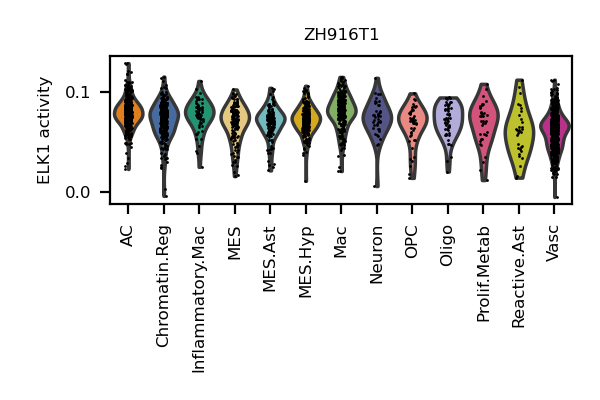 ZH916T1
ELK1 activity
0.1
0.0
AC
Chromatin.Reg
Inflammatory.Mac
MES
MES.Ast
MES.Hyp
Mac
Neuron
OPC
Oligo
Prolif.Metab
Reactive.Ast
Vasc